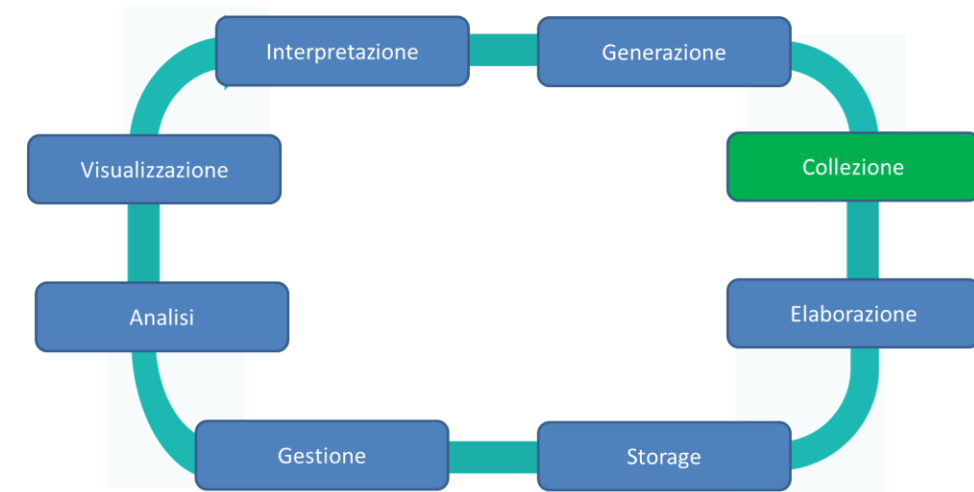 Interpretazione
Generazione
Visualizzazione
Collezione
Analisi
Elaborazione
Gestione
Storage